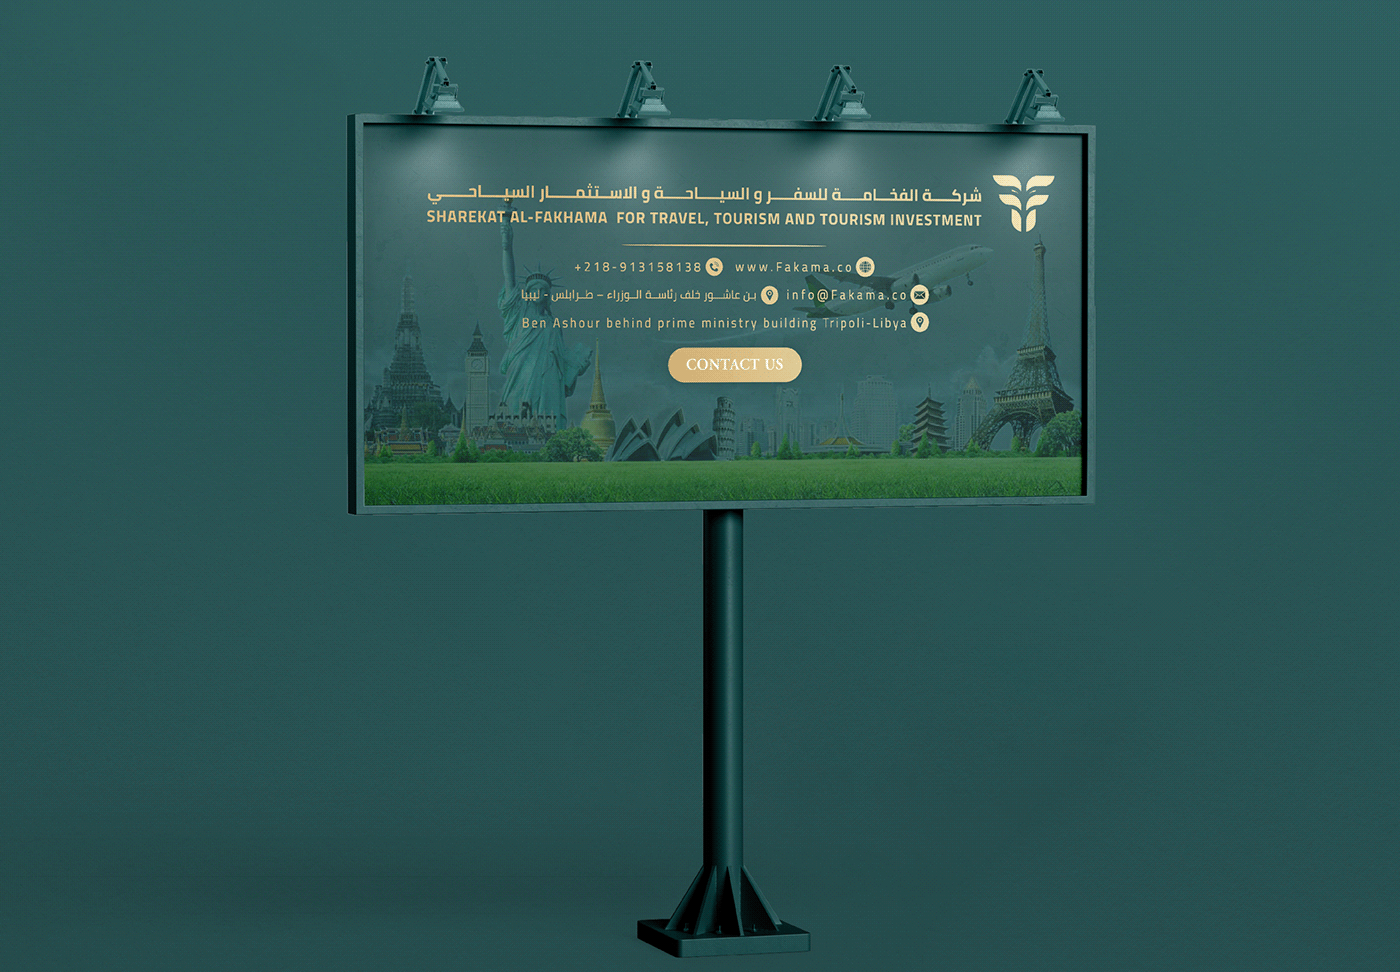 شركة الفخامة للسفر و السياحة و الاستثمار السياحي
SHAREKAT AL-FAKHAMA FOR TRAVEL, TOURISM AND TOURISM INVESTMENT
+218-913158138 www.Fakama.co
بن عاشور خلف رئاسة الوزراء – طرابلس - ليبيا info@Fakama.co
Ben Ashour behind prime ministry building Tripoli-Libya
CONTACT US